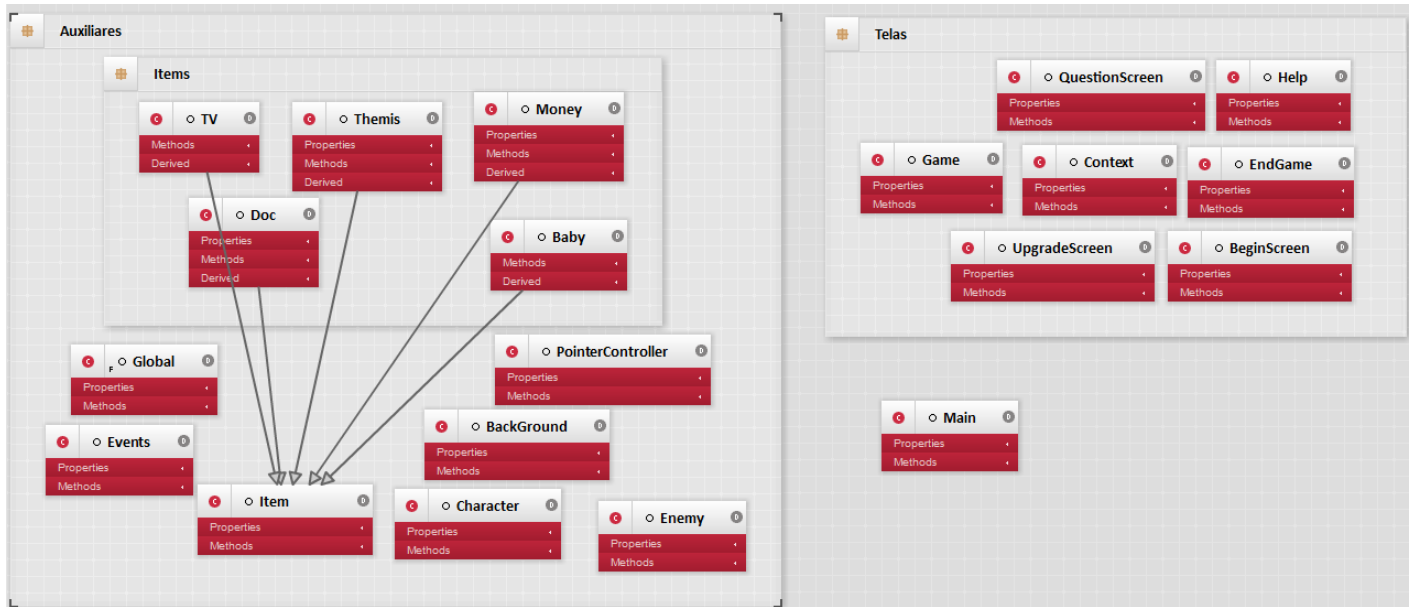 Auxiliares
Items
C TV D
Methods
Derived
C Themis D
Properties
Methods
Derived
C Money D
Properties
Methods
Derived
C Doc D
Properties
Methods
Derived
C Baby D
Methods
Derived
C F Global D
Properties
Methods
C PointerController D
Properties
Methods
C Events D
Properties
Methods
C BackGround D
Properties
Methods
C Item D
Properties
Methods
C Character D
Properties
Methods
C Enemy D
Properties
Methods
Telas
C QuestionScreen D
Properties
Methods
C Help D
Properties
Methods
C Game D
Properties
Methods
C Context D
Properties
Methods
C EndGame D
Properties
Methods
C UpgradeScreen D
Properties
Methods
C BeginScreen D
Properties
Methods
C Main D
Properties
Methods